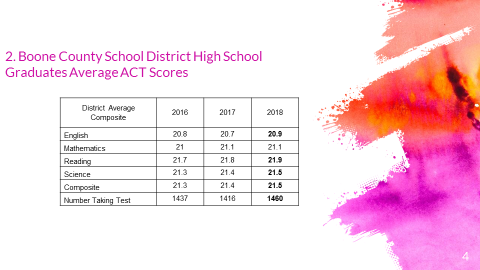 2. Boone County School District High School
Graduates Average ACT Scores
District Average Composite 2016 2017 2018
English 20.8 20.7 20.9
Mathematics 21 21.1 21.1
Reading 21.7 21.8 21.9
Science 21.3 21.4 21.5
Composite 21.3 21.4 21.5
Number Taking Test 1437 1416 1460
4